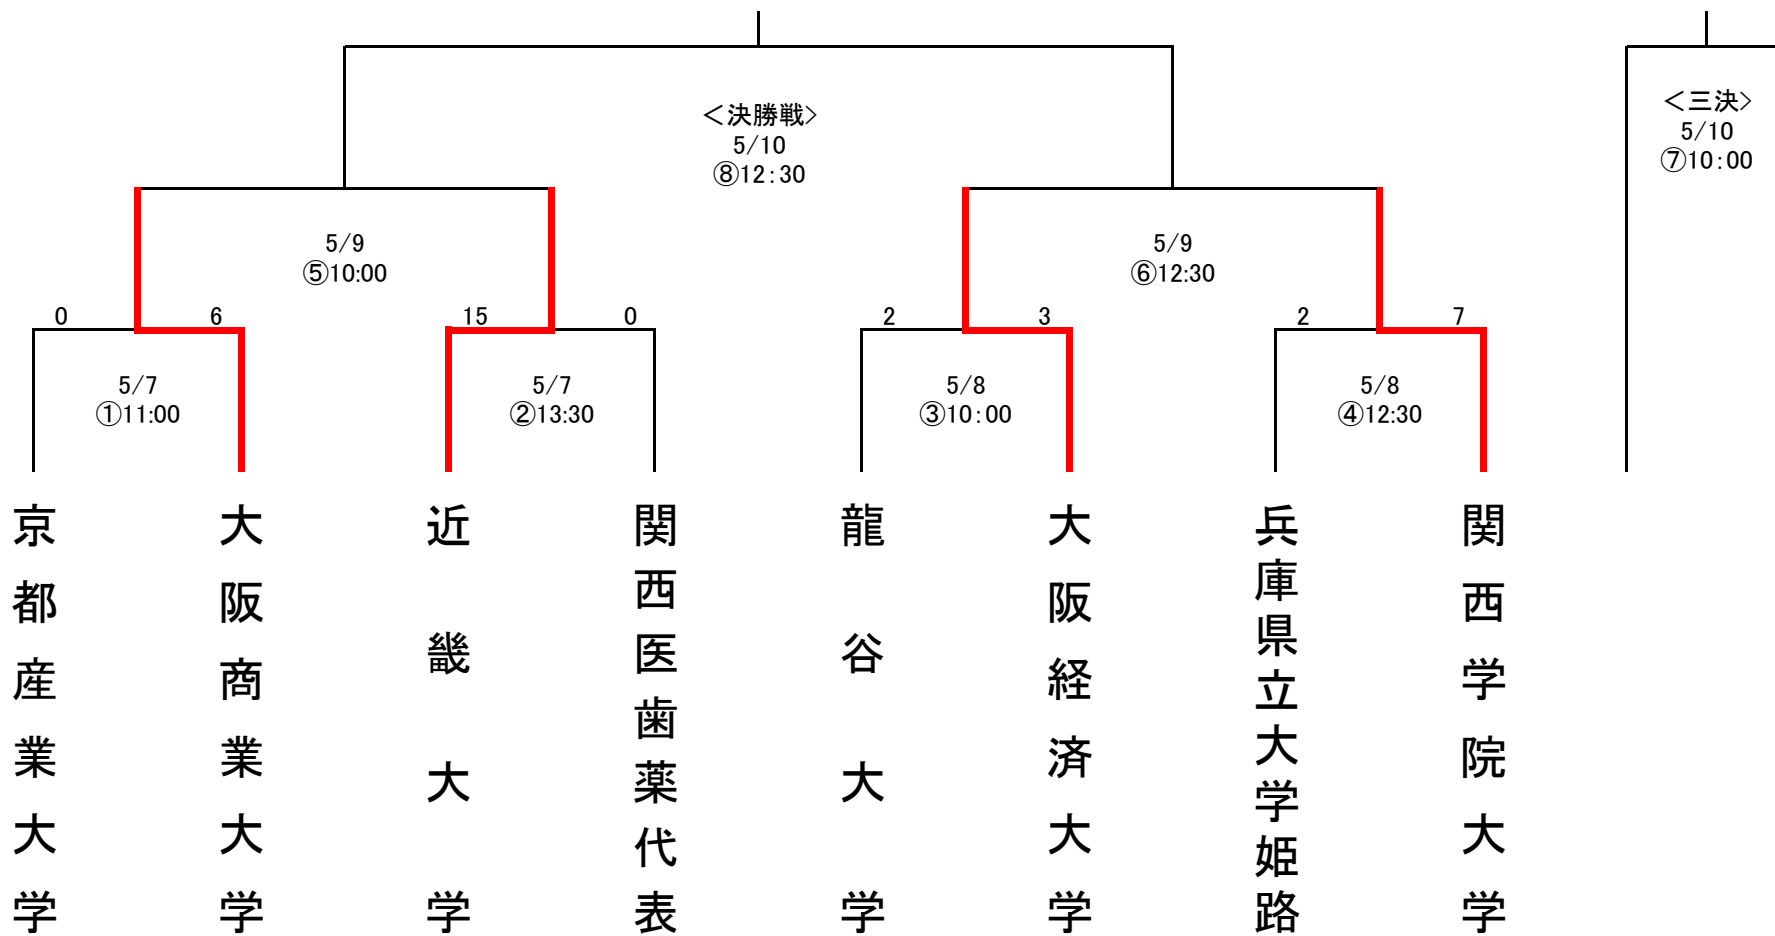 ＜決勝戦＞
5/10
⑧12:30
＜三決＞
5/10
⑦10:00
5/9
⑤10:00
5/9
⑥12:30
0
6
15
0
2
3
2
7
5/7
①11:00
5/7
②13:30
5/8
③10:00
5/8
④12:30
京都産業大学
大阪商業大学
近畿大学
関西医歯薬代表
龍谷大学
大阪経済大学
兵庫県立大学姫路
関西学院大学